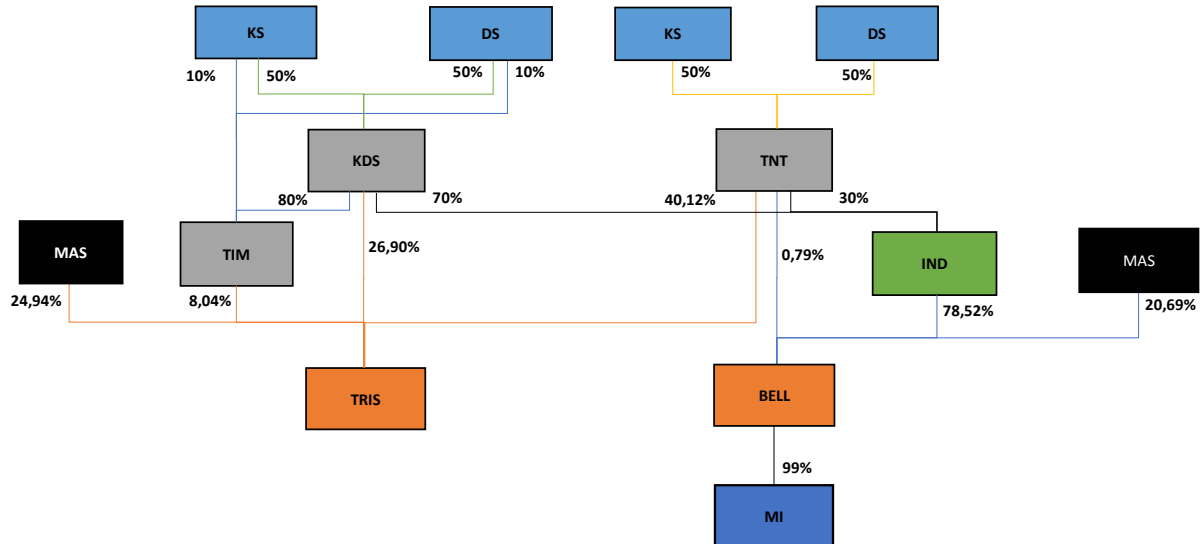 KS
DS
KS
DS
10%
50%
50%
10%
50%
50%
KDS
TNT
80%
70%
40,12%
30%
MAS
TIM
26,90%
0,79%
IND
MAS
24,94%
8,04%
78,52%
20,69%
TRIS
BELL
99%
MI